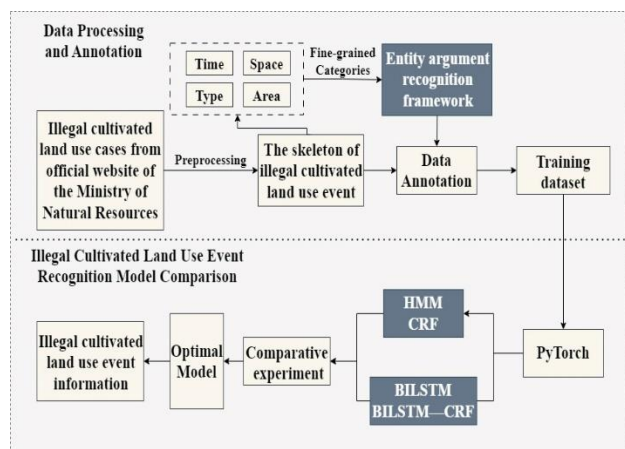 Data Processing
and Annotation
Time
Space
Type
Area
Fine-grained
Categories
Entity argument
recognition
framework
Illegal cultivated
land use cases from
official website of
the Ministry of
Natural Resources
Preprocessing
The skeleton of
illegal cultivated
land use event
Data
Annotation
Training
dataset
Illegal Cultivated Land Use Event
Recognition Model Comparison
Illegal cultivated
land use event
information
Optimal
Model
Comparative
experiment
HMM
CRF
BILSTM
BILSTM—CRF
PyTorch